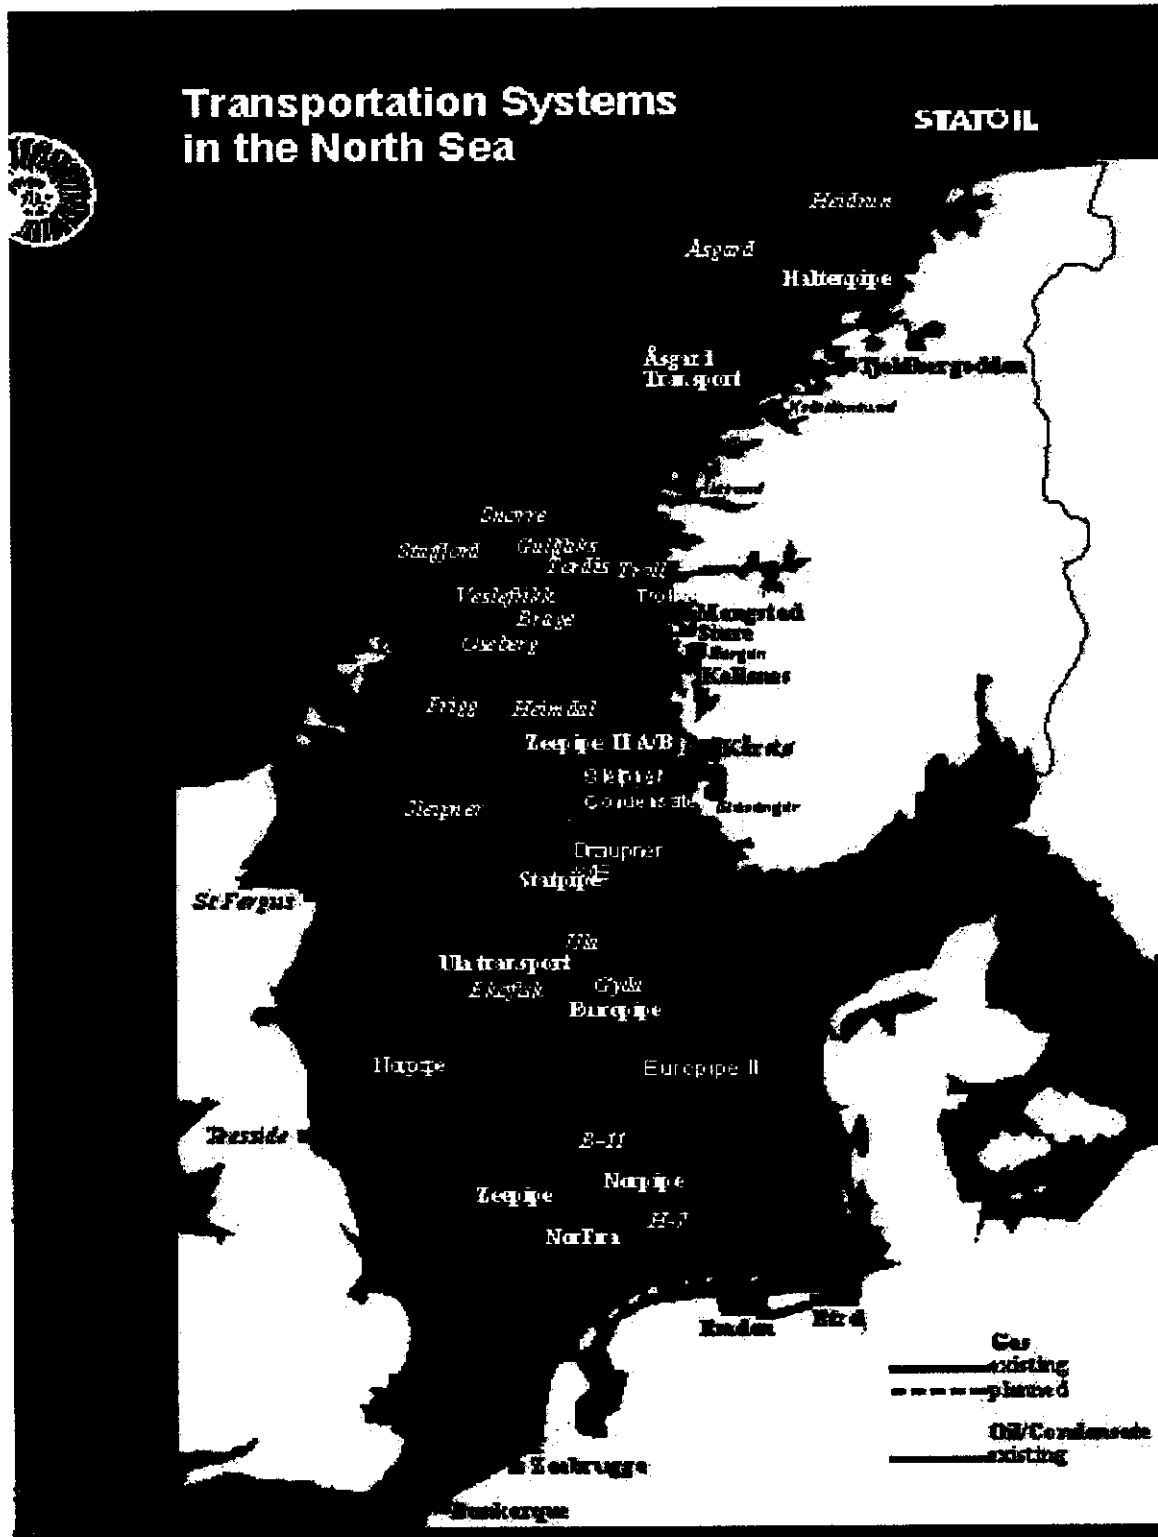 Transportation Systems
in the North Sea
STATOIL
Heidrun
Åsgard
Haltenpipe
Åsgard
Transport
Tjeldbergodden
Kristiansund
Snorre
Statfjord
Gullfaks
Tordis
Troll
Veslefrikk
Brage
Mongstad
Sture
Oseberg
Bergen
Kollsnes
Frigg
Heimdal
Zeepipe II A/B
Kårstø
Sleipner
Condensate
Sleipner
Stavanger
Draupner
Statpipe
St Fergus
Ula
Ula transport
Ekofisk
Gyda
Europipe
Norpipe
Europipe II
Teesside
B-11
Norpipe
Zeepipe
H-7
NorFra
Emden
Gas
existing
planned
Oil/Condensate
existing
Zeebrugge
Dunkerque